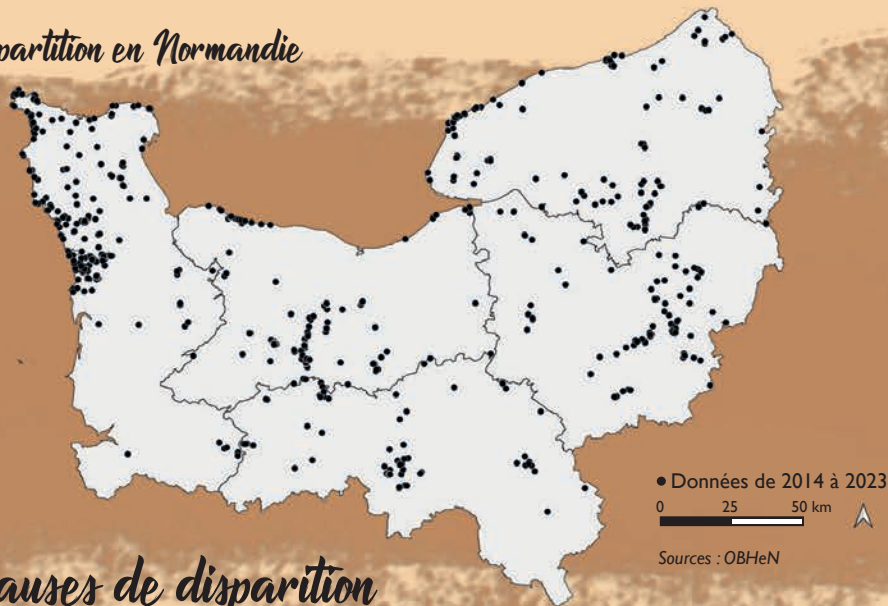 partition en Normandie
• Données de 2014 à 2023
0 25 50 km
Sources : OBHeN
auses de disparition